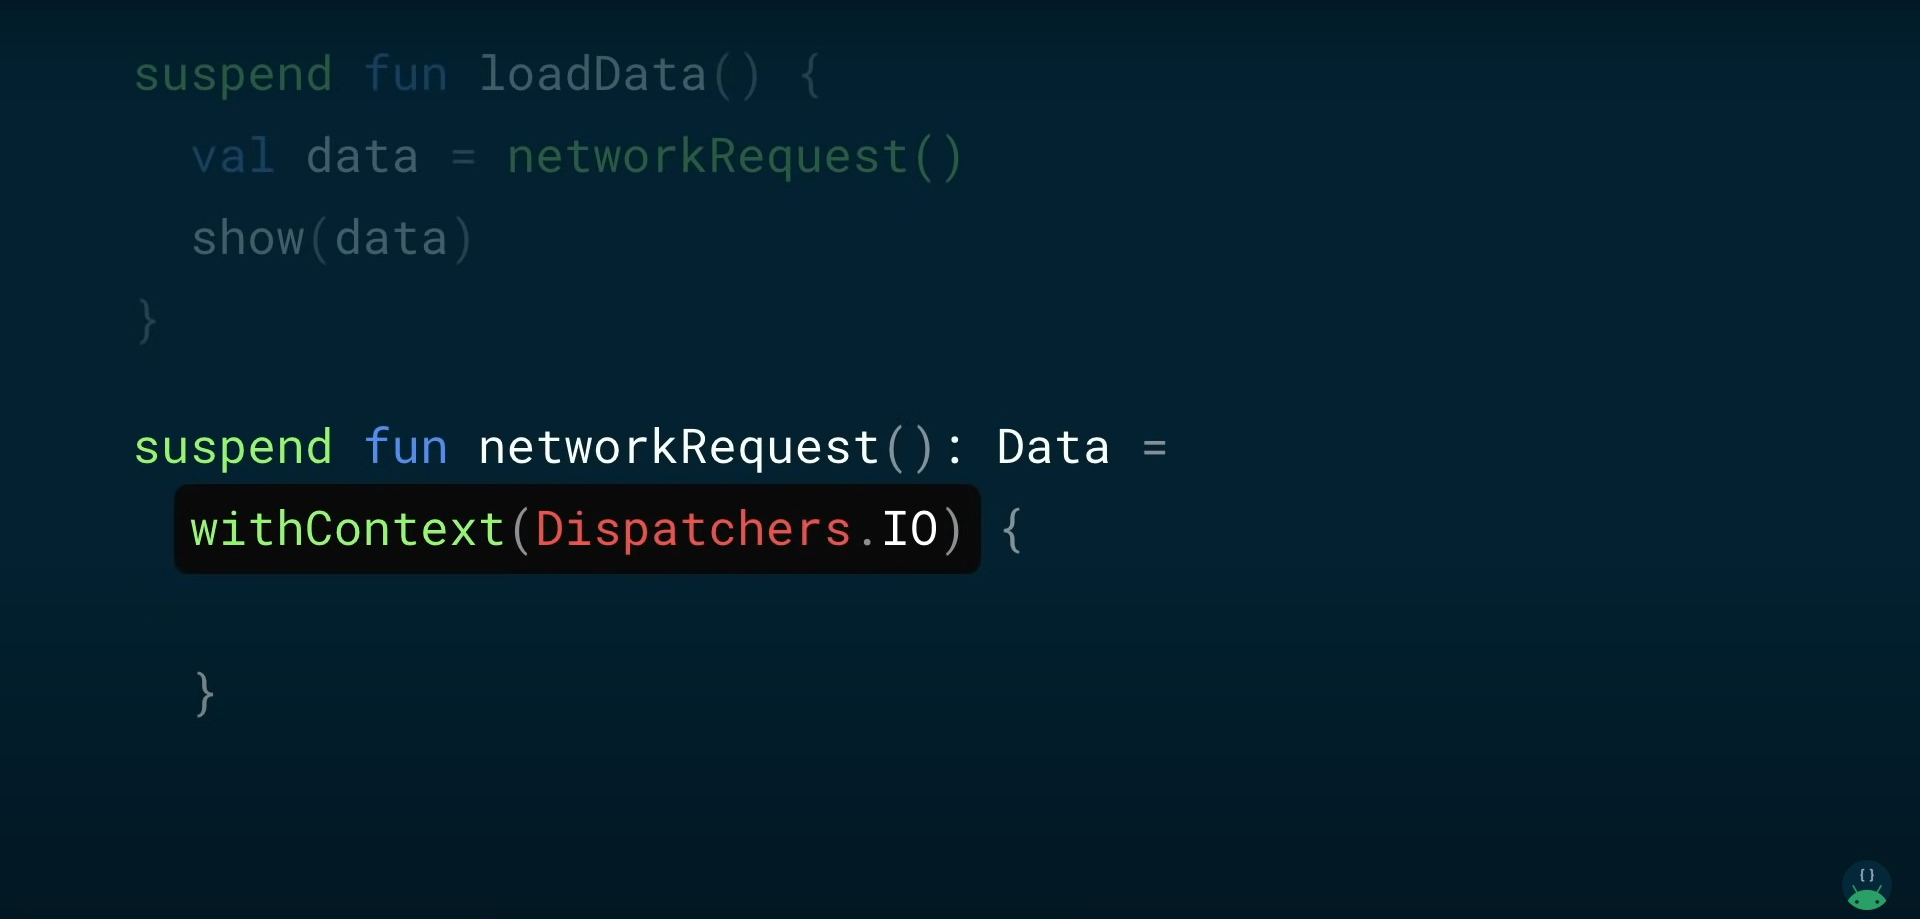 suspend fun loadData() {
val data = networkRequest()
show(data)
}
suspend fun networkRequest(): Data =
withContext(Dispatchers.IO) {
}
{}